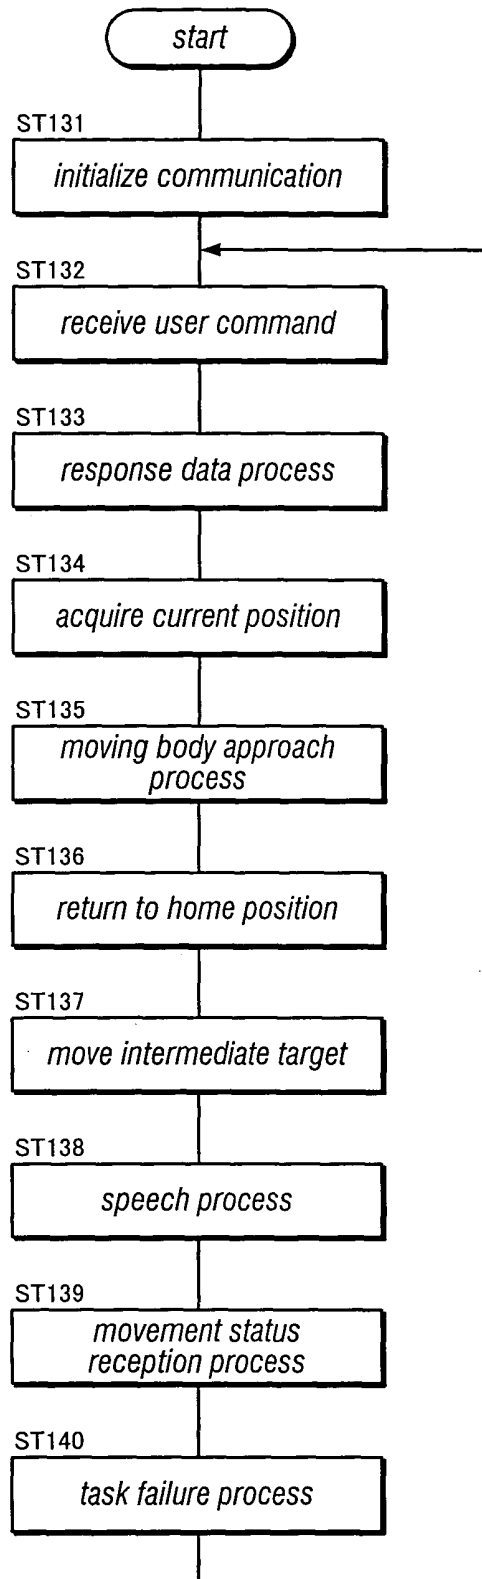 start
ST131
initialize communication
ST132
receive user command
ST133
response data process
ST134
acquire current position
ST135
moving body approach
process
ST136
return to home position
ST137
move intermediate target
ST138
speech process
ST139
movement status
reception process
ST140
task failure process